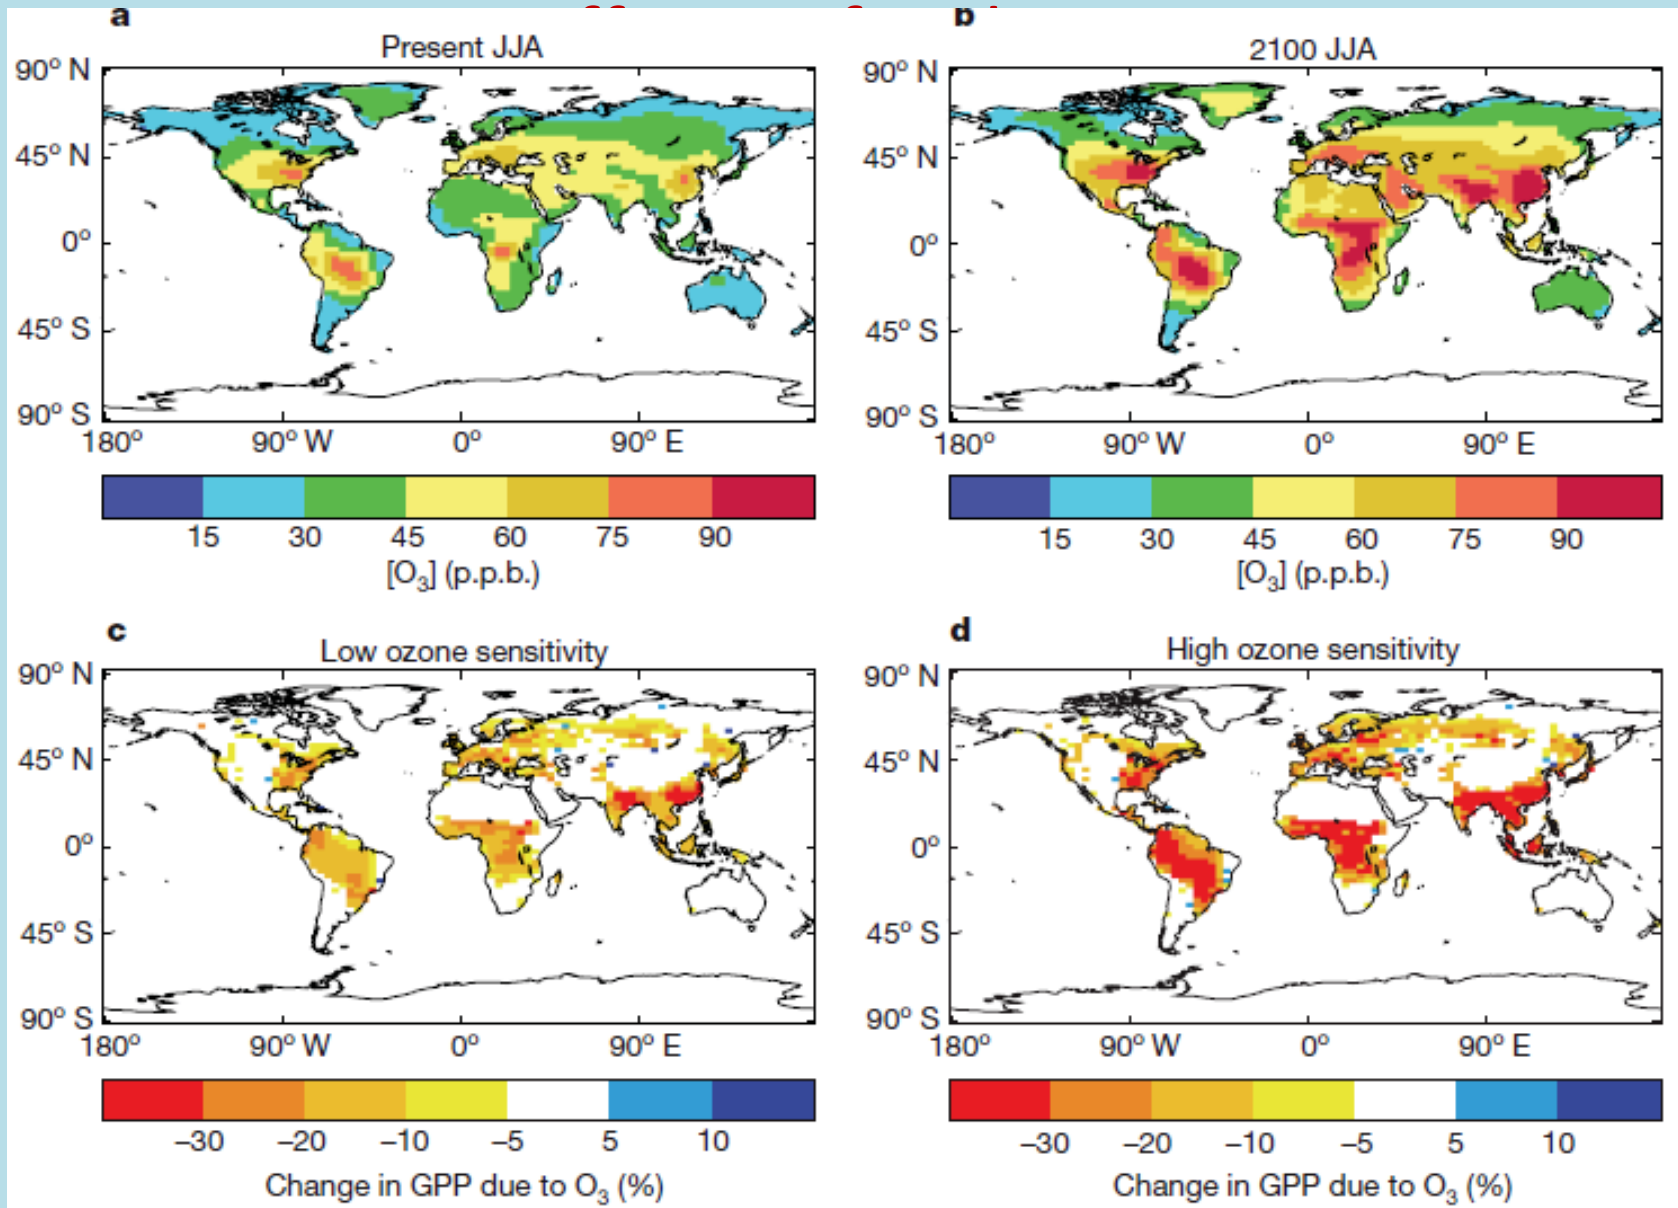 a
Present JJA
90° N
45° N
0°
45° S
90° S
180°
90° W
0°
90° E
15
30
45
60
75
90
[O₃] (p.p.b.)
b
2100 JJA
90° N
45° N
0°
45° S
90° S
180°
90° W
0°
90° E
15
30
45
60
75
90
[O₃] (p.p.b.)
c
Low ozone sensitivity
90° N
45° N
0°
45° S
90° S
180°
90° W
0°
90° E
–30
–20
–10
–5
5
10
Change in GPP due to O₃ (%)
d
High ozone sensitivity
90° N
45° N
0°
45° S
90° S
180°
90° W
0°
90° E
–30
–20
–10
–5
5
10
Change in GPP due to O₃ (%)